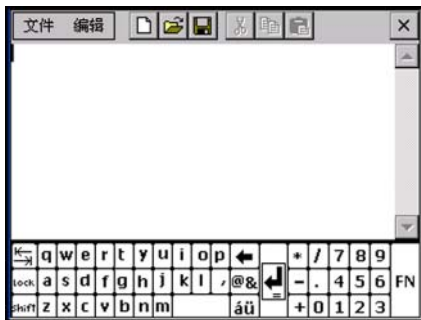 文件 编辑
q w e r t y u i o p * / 7 8 9
Lock a s d f g h j k l , @& - . 4 5 6 FN
Shift z x c v b n m áü = + 0 1 2 3